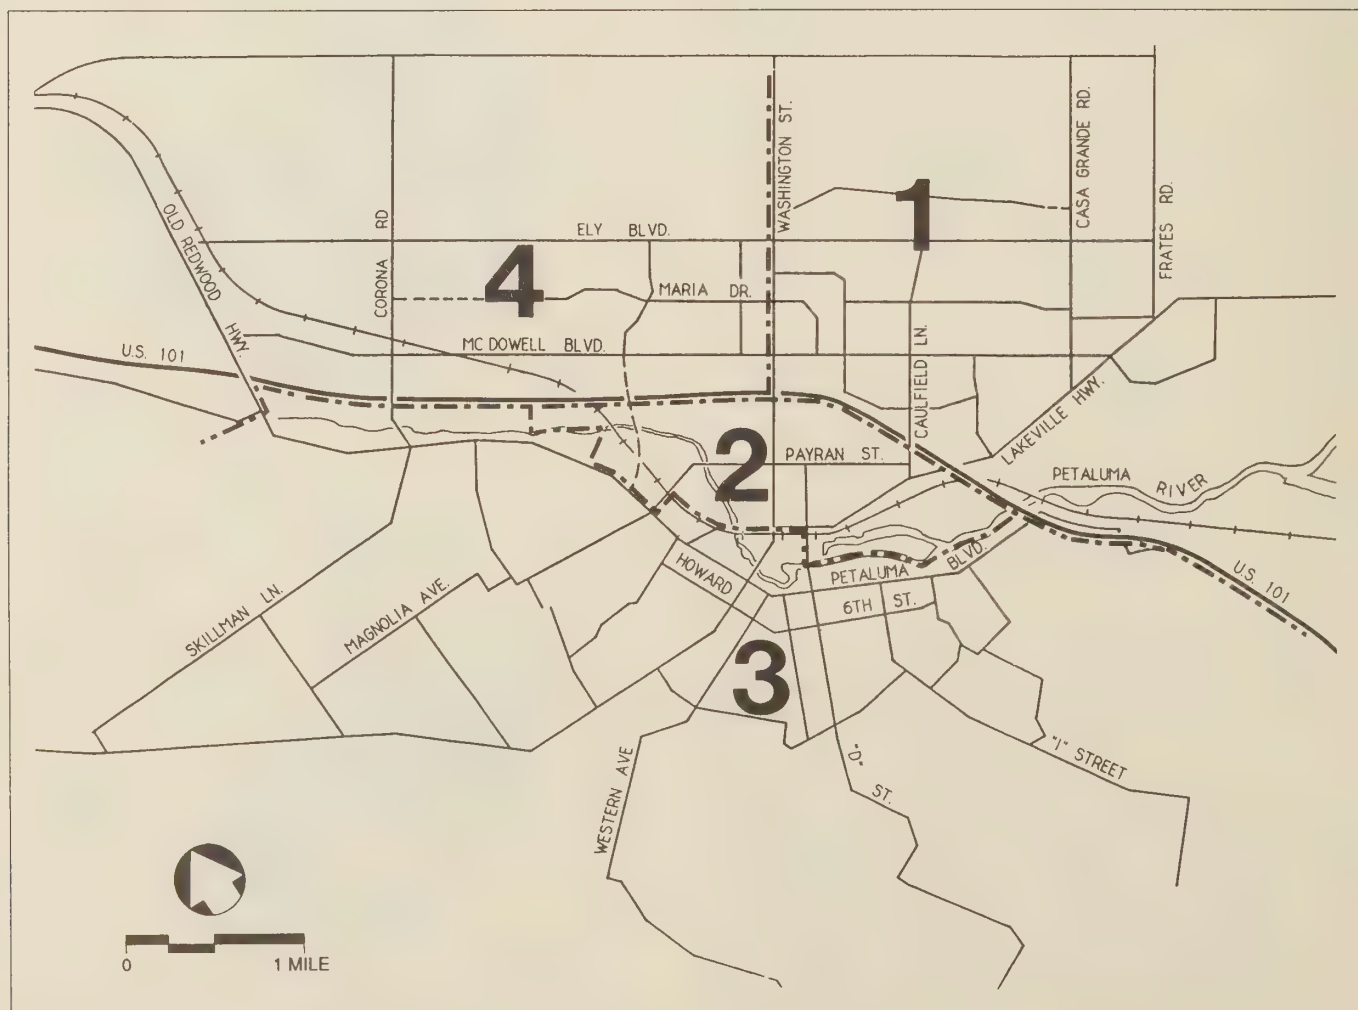 WASHINGTON ST.
CASA GRANDE RD.
FRATES RD.
1
OLD REDWOOD HWY.
CORONA RD
ELY BLVD.
4
MARIA DR.
MC DOWELL BLVD.
U.S. 101
CAULFIELD LN.
LAKEVILLE HWY.
2
PAYRAN ST.
PETALUMA RIVER
HOWARD
PETALUMA BLVD.
6TH ST.
U.S. 101
SKILLMAN LN.
MAGNOLIA AVE.
3
WESTERN AVE
"D" ST.
"I" STREET
0 1 MILE